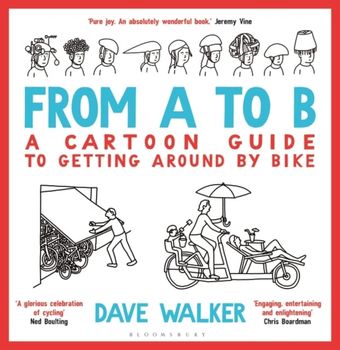 'Pure joy. An absolutely wonderful book.' Jeremy Vine
FROM A TO B
A CARTOON GUIDE
TO GETTING AROUND BY BIKE
'A glorious
celebration
of cycling'
Ned Boulting
DAVE WALKER
'Engaging,
entertaining and
enlightening'
Chris Boardman
BLOOMSBURY